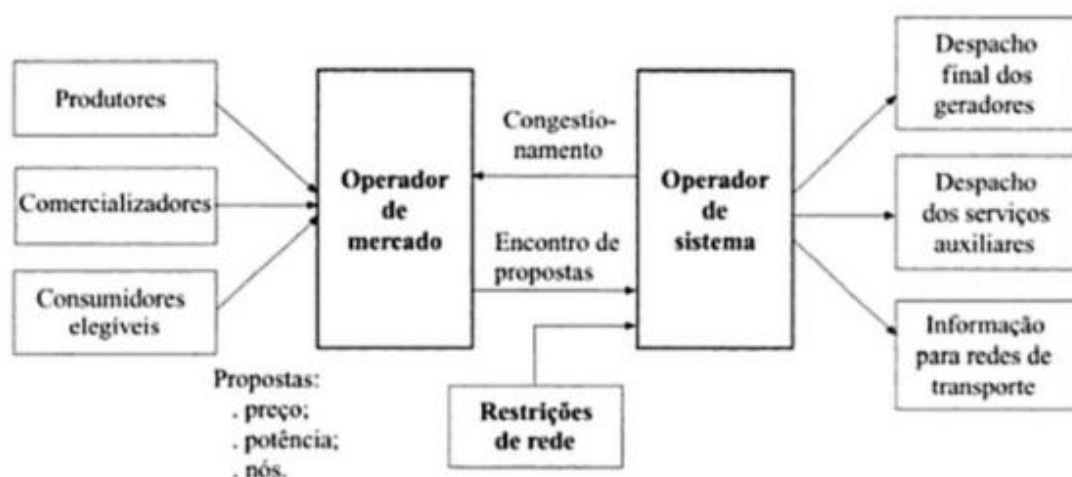 Produtores
Comercializadores
Consumidores
elegíveis
Propostas:
. preço;
. potência;
. nós.
Operador
de
mercado
Congestio-
namento
Encontro de
propostas
Restrições
de rede
Operador
de
sistema
Despacho
final dos
geradores
Despacho
dos serviços
auxiliares
Informação
para redes de
transporte